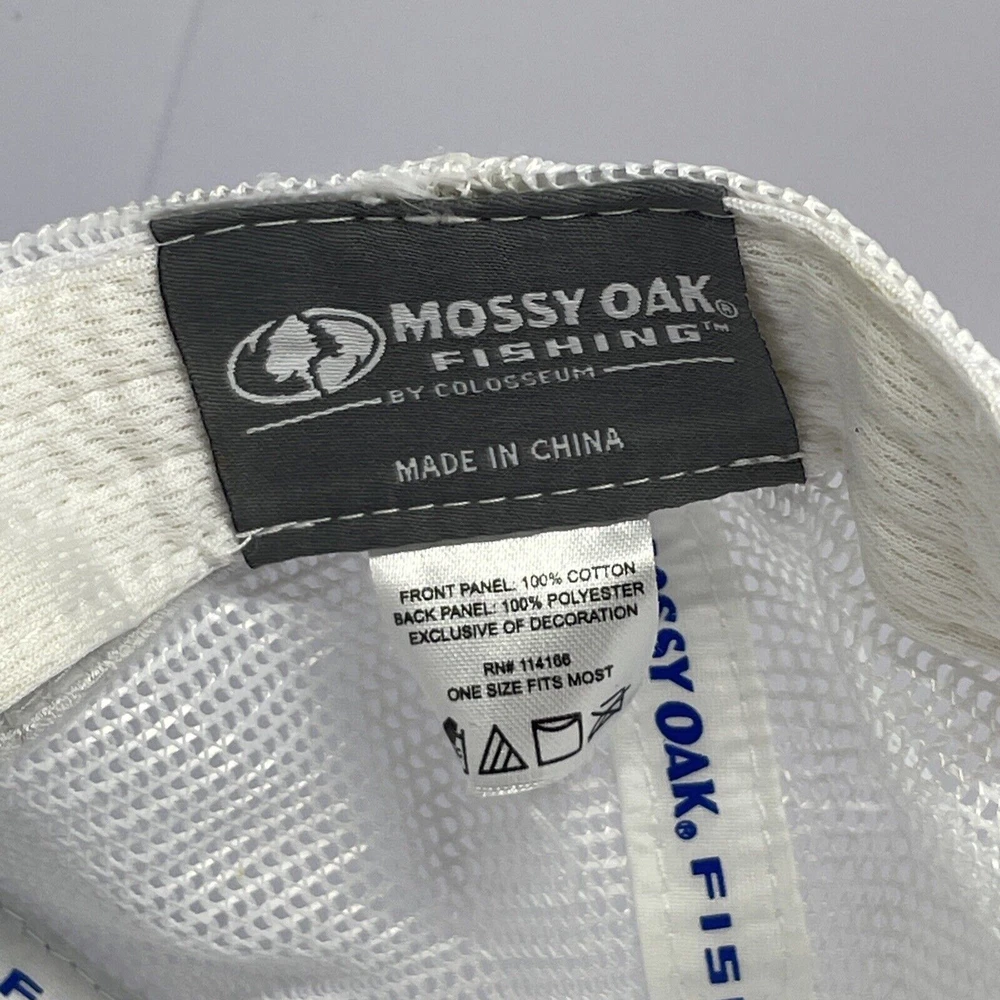 MOSSY OAK®
FISHING™
BY COLOSSEUM
MADE IN CHINA
FRONT PANEL: 100% COTTON
BACK PANEL: 100% POLYESTER
EXCLUSIVE OF DECORATION
RN# 114166
ONE SIZE FITS MOST
MOSSY OAK® FIS
F